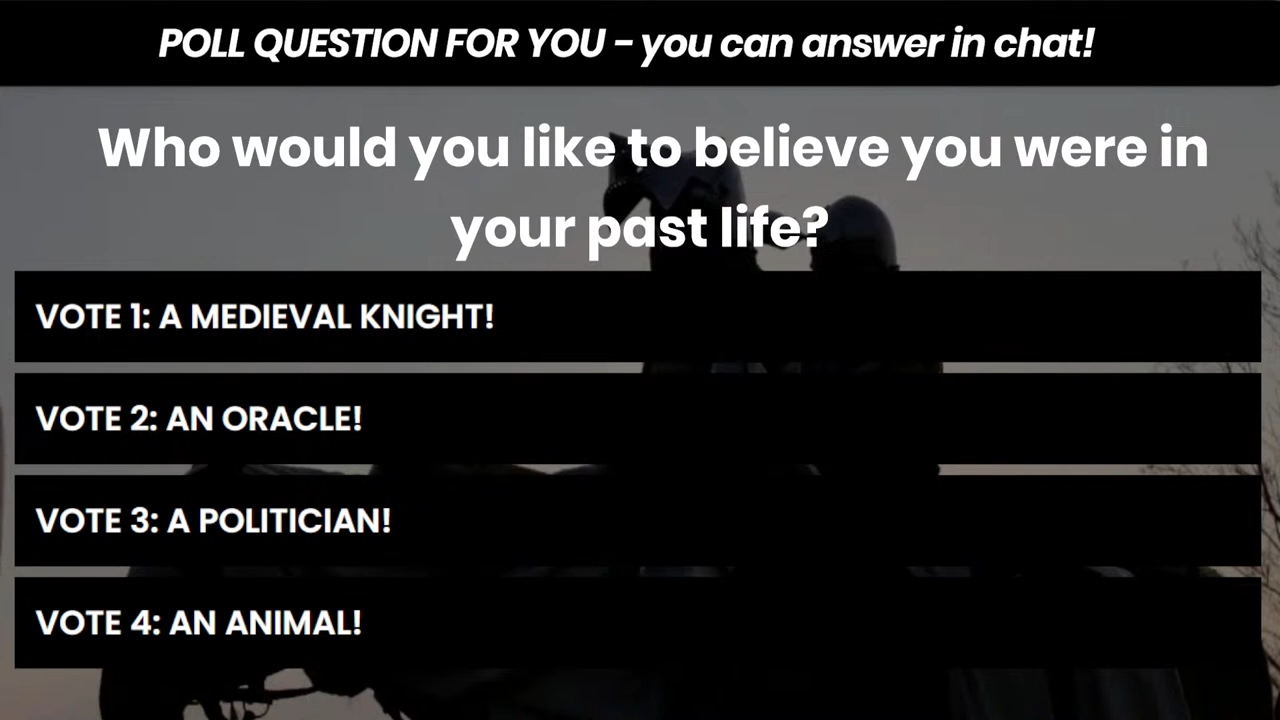 POLL QUESTION FOR YOU - you can answer in chat!
Who would you like to believe you were in
your past life?
VOTE 1: A MEDIEVAL KNIGHT!
VOTE 2: AN ORACLE!
VOTE 3: A POLITICIAN!
VOTE 4: AN ANIMAL!